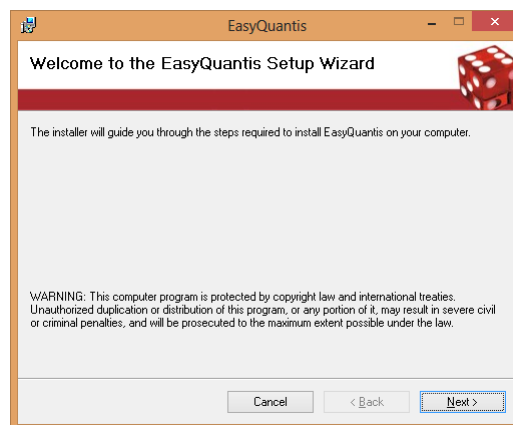 EasyQuantis
Welcome to the EasyQuantis Setup Wizard
The installer will guide you through the steps required to install EasyQuantis on your computer.
WARNING: This computer program is protected by copyright law and international treaties.
Unauthorized duplication or distribution of this program, or any portion of it, may result in severe civil
or criminal penalties, and will be prosecuted to the maximum extent possible under the law.
Cancel < Back Next >